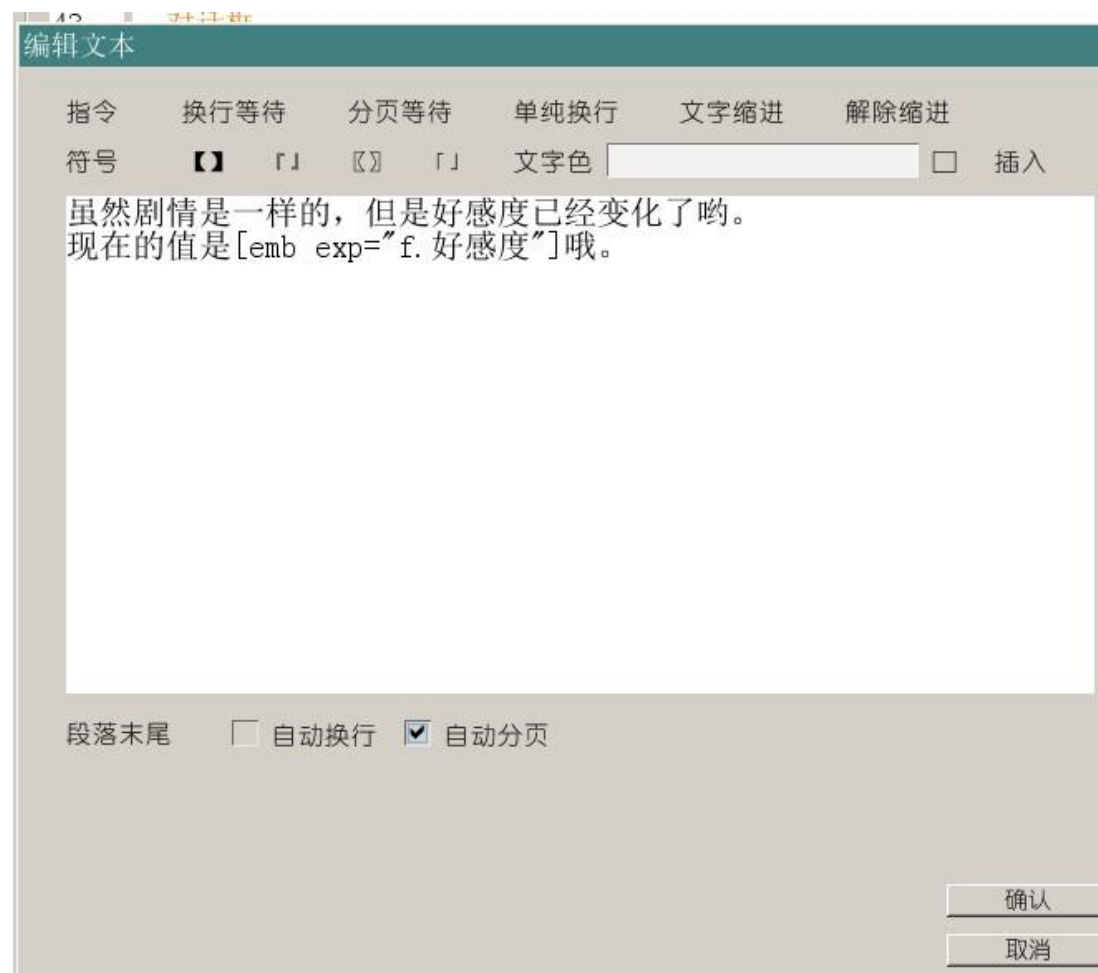 编辑文本
指令 换行等待 分页等待 单纯换行 文字缩进 解除缩进
符号 【】 『』 〖〗 「」 文字色 插入
虽然剧情是一样的，但是好感度已经变化了哟。
现在的值是[emb exp="f.好感度"]哦。
段落末尾 自动换行 自动分页
确认
取消